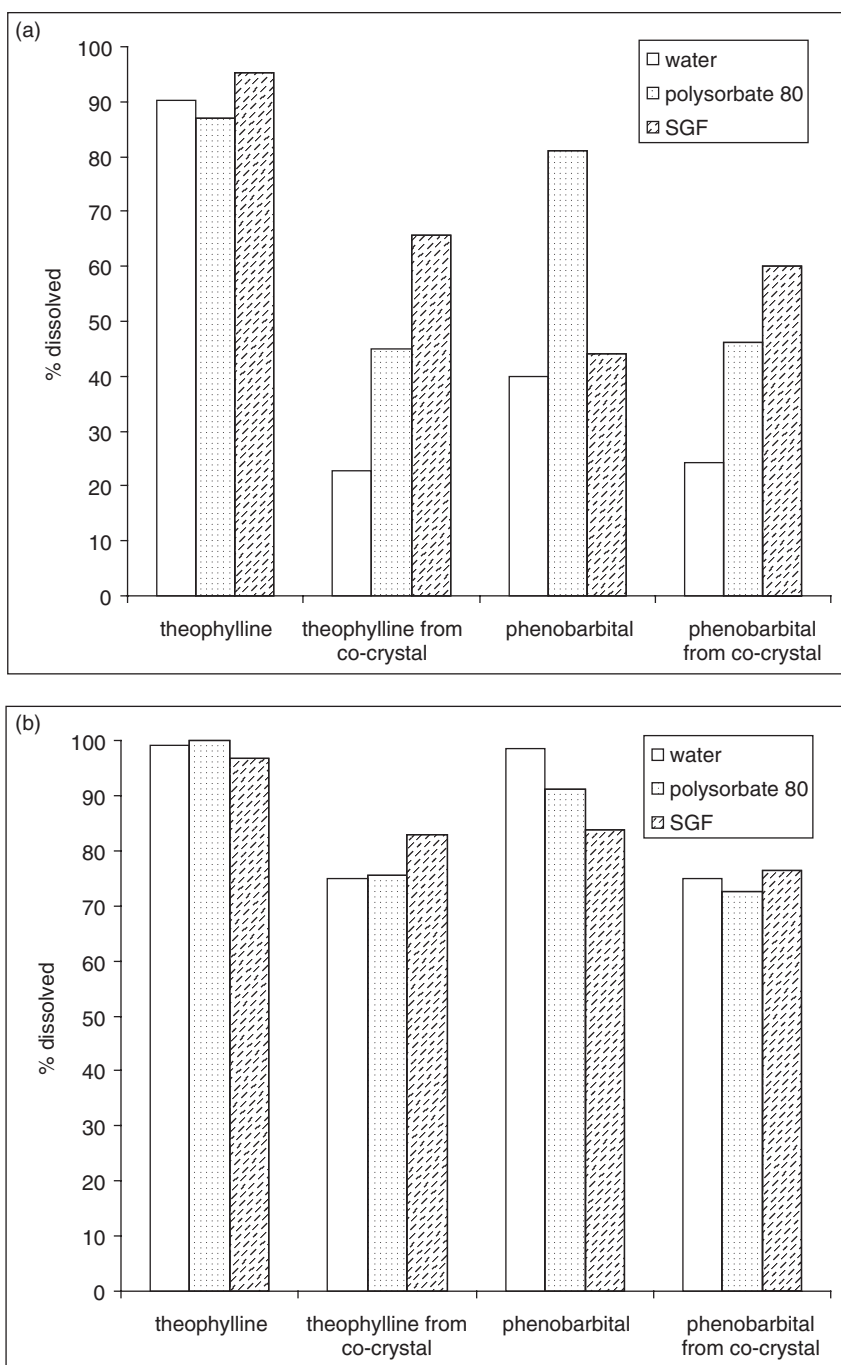 (a)
100
90
80
70
60
50
40
30
20
10
0
% dissolved
water
polysorbate 80
SGF
theophylline
theophylline from
co-crystal
phenobarbital
phenobarbital
from co-crystal
(b)
100
90
80
70
60
50
40
30
20
10
0
% dissolved
water
polysorbate 80
SGF
theophylline
theophylline from
co-crystal
phenobarbital
phenobarbital
from co-crystal